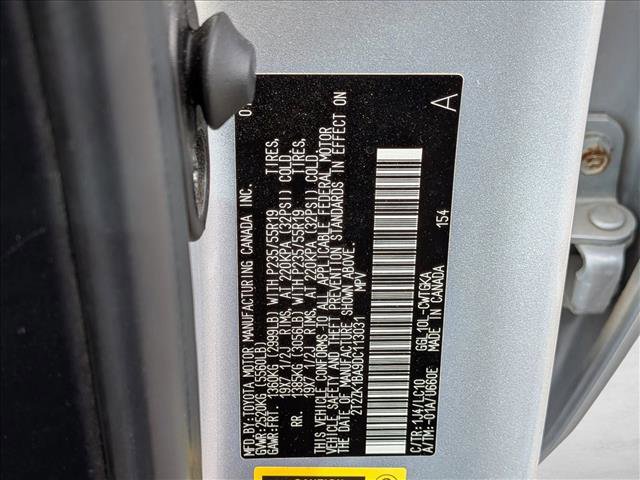 MFD.BY:TOYOTA MOTOR MANUFACTURING CANADA INC.
GVWR:2520KG(5560LB)
GAWR:FRT. 1360KG (2998LB) WITH P235/55R19 TIRES,
19X7 1/2J RIMS, AT 220KPA (32PSI) COLD
RR. 1385KG (3056LB) WITH P235/55R19 TIRES,
19X7 1/2J RIMS, AT 220KPA (32PSI) COLD
THIS VEHICLE CONFORMS TO ALL APPLICABLE FEDERAL MOTOR
VEHICLE SAFETY AND THEFT PREVENTION STANDARDS IN EFFECT ON
THE DATE OF MANUFACTURE SHOWN ABOVE.
2T2ZK1BA9DC113031 MPV
C/TR:1J4/LC10 GGL10L-CWTGKA
A/TM:-01A/U660E MADE IN CANADA 154 A
CAUTION